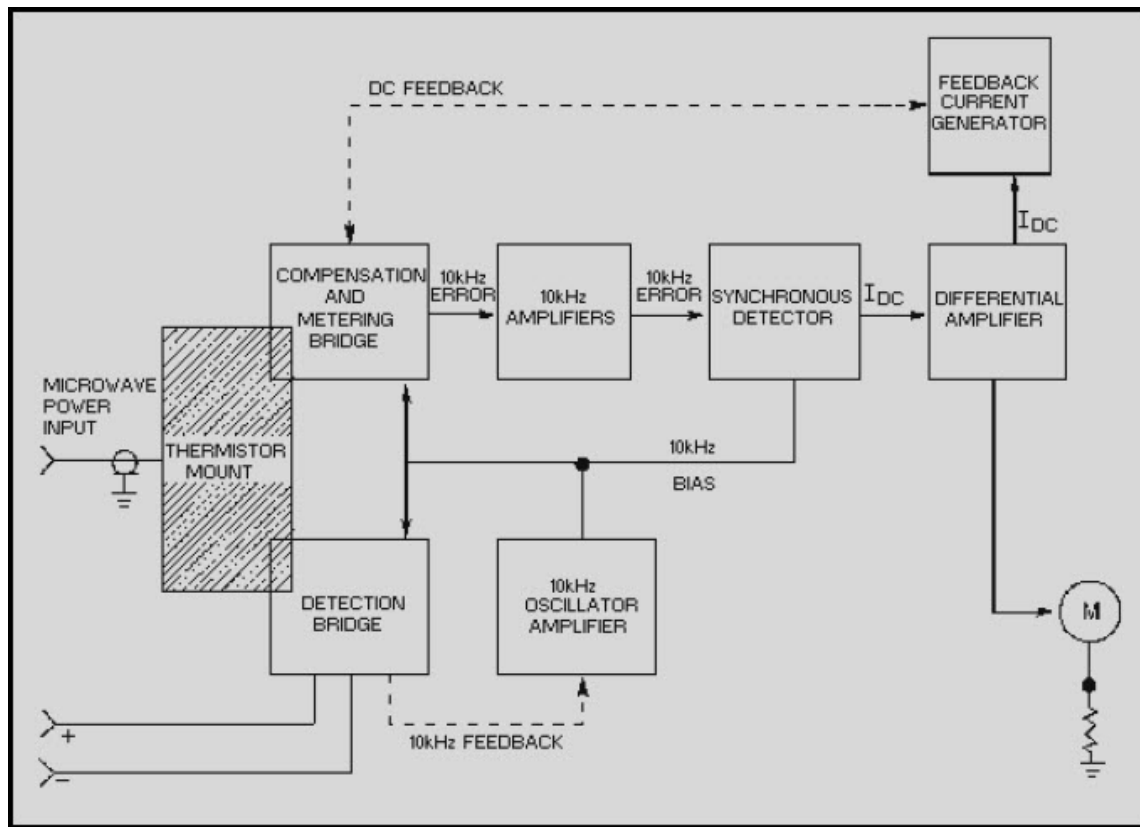 DC FEEDBACK
FEEDBACK
CURRENT
GENERATOR
IDC
COMPENSATION
AND
METERING
BRIDGE
10kHz
ERROR
10kHz
AMPLIFIERS
10kHz
ERROR
SYNCHRONOUS
DETECTOR
IDC
DIFFERENTIAL
AMPLIFIER
MICROWAVE
POWER
INPUT
THERMISTOR
MOUNT
10kHz
BIAS
DETECTION
BRIDGE
10kHz
OSCILLATOR
AMPLIFIER
M
+
10kHz FEEDBACK
−